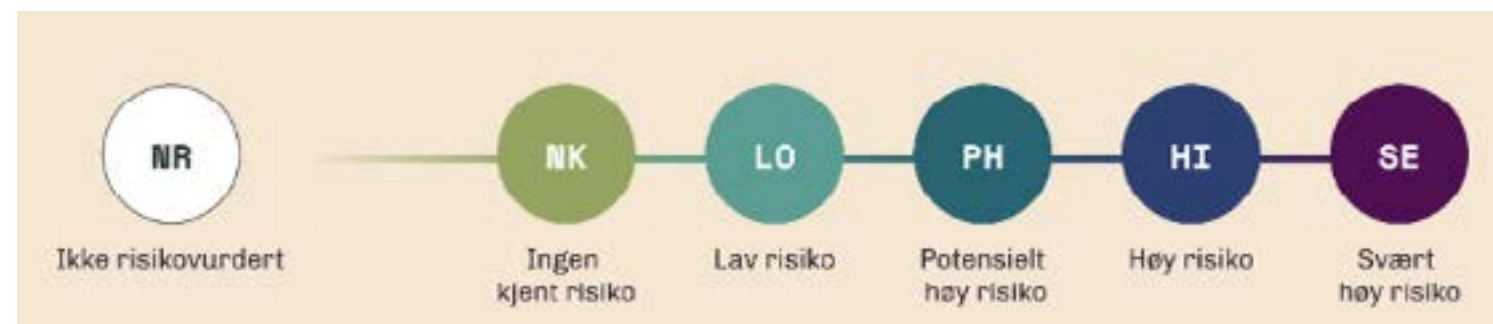 NR
NK
LO
PH
HI
SE
Ikke risikovurdert
Ingen
kjent risiko
Lav risiko
Potensielt
høy risiko
Høy risiko
Svært
høy risiko